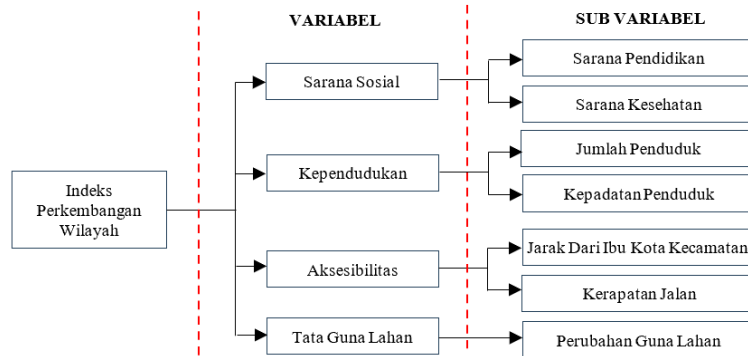 VARIABEL
SUB VARIABEL
Indeks
Perkembangan
Wilayah
Sarana Sosial
Sarana Pendidikan
Sarana Kesehatan
Kependudukan
Jumlah Penduduk
Kepadatan Penduduk
Aksesibilitas
Jarak Dari Ibu Kota Kecamatan
Kerapatan Jalan
Tata Guna Lahan
Perubahan Guna Lahan